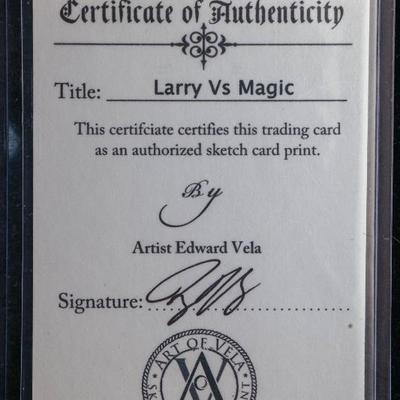 Certificate of Authenticity
Title: Larry Vs Magic
This certifciate certifies this trading card
as an authorized sketch card print.
By
Artist Edward Vela
Signature:
ART OF VELA